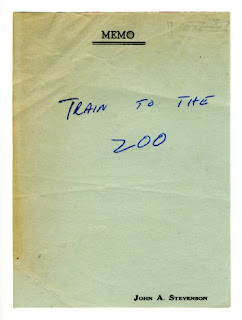 MEMO
TRAIN TO THE
ZOO
JOHN A. STEVENSON